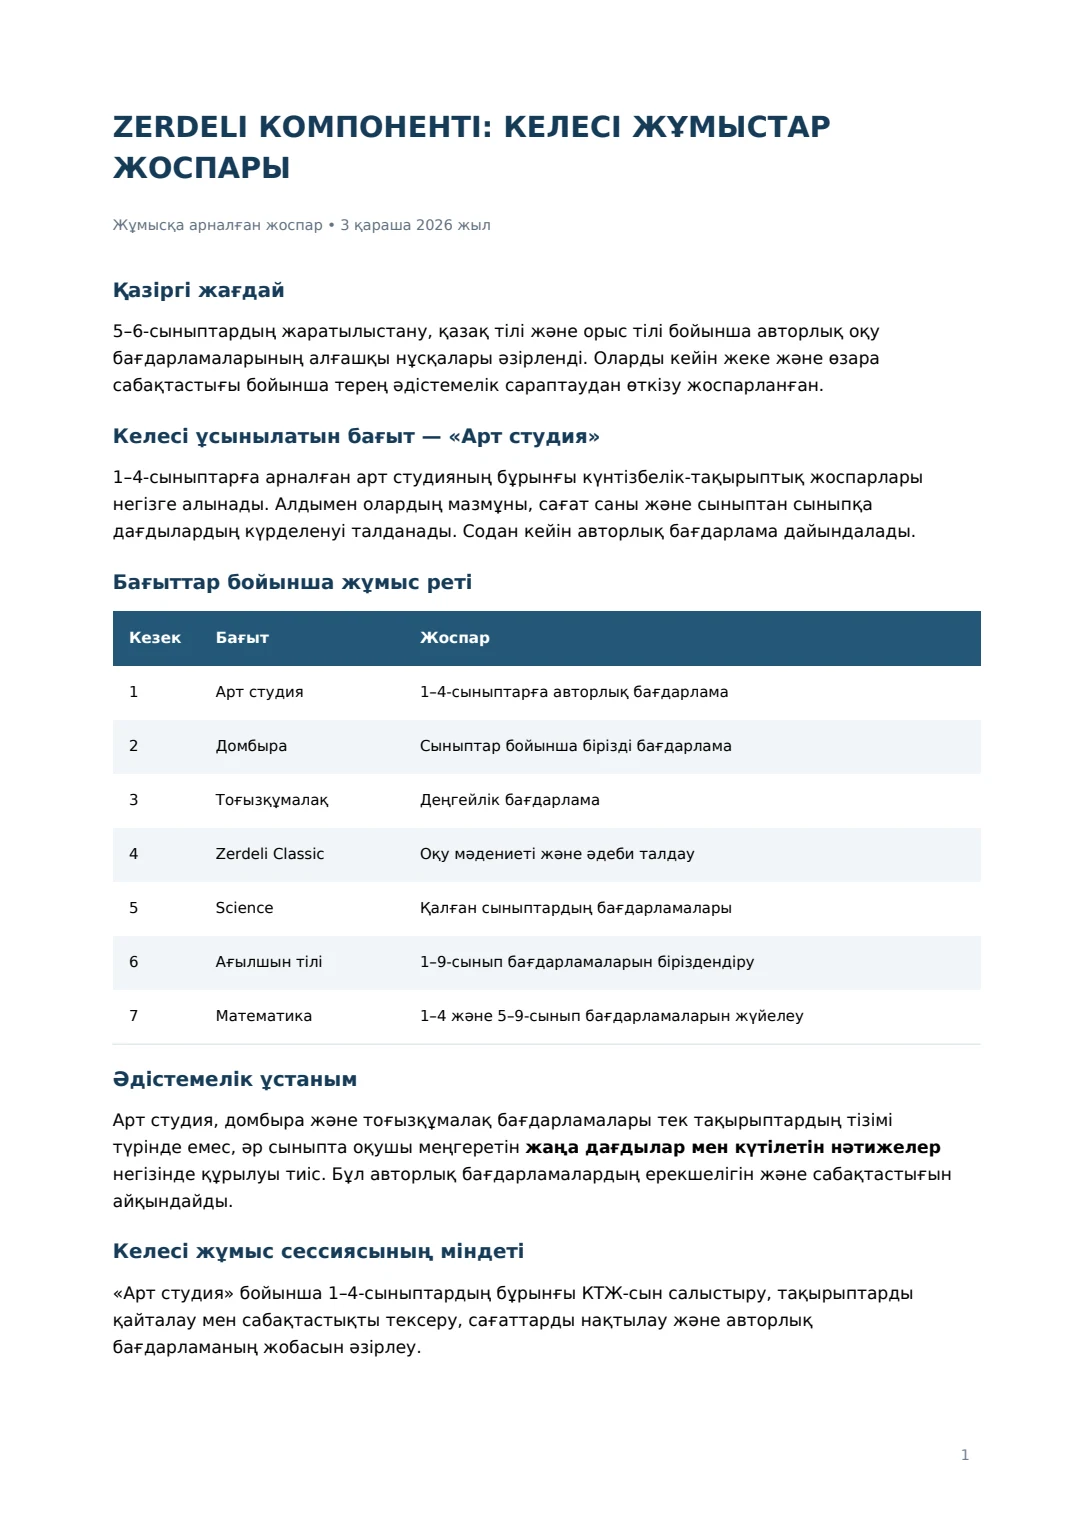 ZERDELI КОМПОНЕНТІ: КЕЛЕСІ ЖҰМЫСТАР
ЖОСПАРЫ
Жұмысқа арналған жоспар • 3 қараша 2026 жыл
Қазіргі жағдай
5–6-сыныптардың жаратылыстану, қазақ тілі және орыс тілі бойынша авторлық оқу
бағдарламаларының алғашқы нұсқалары әзірленді. Оларды кейін жеке және өзара
сабақтастығы бойынша терең әдістемелік сараптаудан өткізу жоспарланған.
Келесі ұсынылатын бағыт — «Арт студия»
1–4-сыныптарға арналған арт студияның бұрынғы күнтізбелік-тақырыптық жоспарлары
негізге алынады. Алдымен олардың мазмұны, сағат саны және сыныптан сыныпқа
дағдылардың күрделенуі талданады. Содан кейін авторлық бағдарлама дайындалады.
Бағыттар бойынша жұмыс реті
Кезек Бағыт Жоспар
1 Арт студия 1–4-сыныптарға авторлық бағдарлама
2 Домбыра Сыныптар бойынша бірізді бағдарлама
3 Тоғызқұмалақ Деңгейлік бағдарлама
4 Zerdeli Classic Оқу мәдениеті және әдеби талдау
5 Science Қалған сыныптардың бағдарламалары
6 Ағылшын тілі 1–9-сынып бағдарламаларын біріздендіру
7 Математика 1–4 және 5–9-сынып бағдарламаларын жүйелеу
Әдістемелік ұстаным
Арт студия, домбыра және тоғызқұмалақ бағдарламалары тек тақырыптардың тізімі
түрінде емес, әр сыныпта оқушы меңгеретін жаңа дағдылар мен күтілетін нәтижелер
негізінде құрылуы тиіс. Бұл авторлық бағдарламалардың ерекшелігін және сабақтастығын
айқындайды.
Келесі жұмыс сессиясының міндеті
«Арт студия» бойынша 1–4-сыныптардың бұрынғы КТЖ-сын салыстыру, тақырыптарды
қайталау мен сабақтастықты тексеру, сағаттарды нақтылау және авторлық
бағдарламаның жобасын әзірлеу.
1